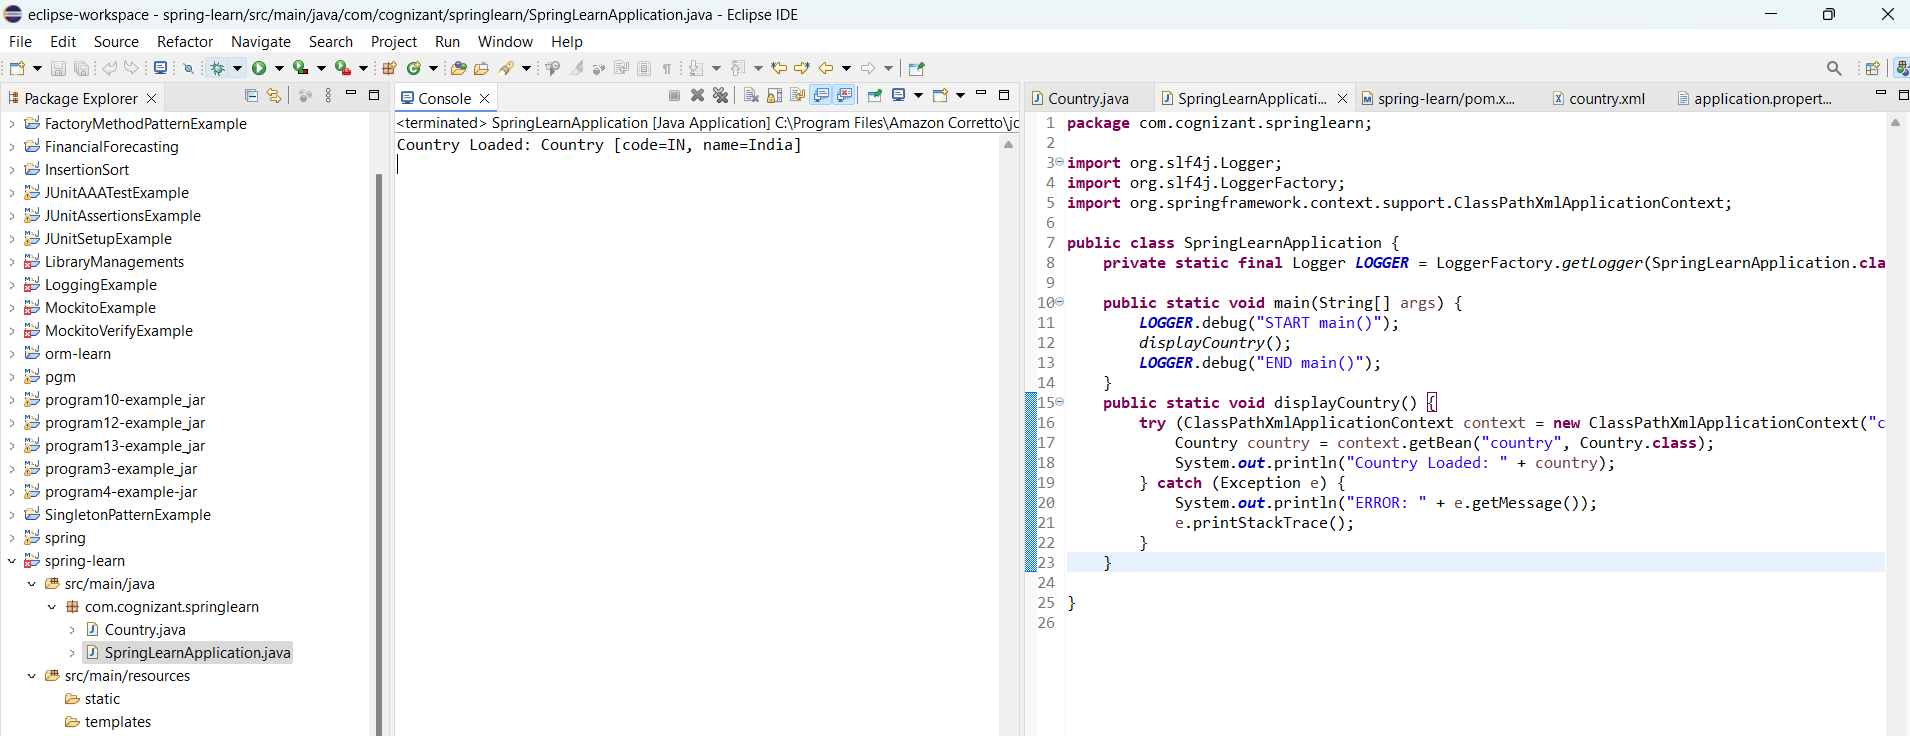 eclipse-workspace - spring-learn/src/main/java/com/cognizant/springlearn/SpringLearnApplication.java - Eclipse IDE
File Edit Source Refactor Navigate Search Project Run Window Help
Package Explorer
FactoryMethodPatternExample
FinancialForecasting
InsertionSort
JUnitAAATestExample
JUnitAssertionsExample
JUnitSetupExample
LibraryManagements
LoggingExample
MockitoExample
MockitoVerifyExample
orm-learn
pgm
program10-example_jar
program12-example_jar
program13-example_jar
program3-example_jar
program4-example-jar
SingletonPatternExample
spring
spring-learn
src/main/java
com.cognizant.springlearn
Country.java
SpringLearnApplication.java
src/main/resources
static
templates
Console
<terminated> SpringLearnApplication [Java Application] C:\Program Files\Amazon Corretto\jc
Country Loaded: Country [code=IN, name=India]
Country.java SpringLearnApplicati... spring-learn/pom.x... country.xml application.propert...
1 package com.cognizant.springlearn;
2
3 import org.slf4j.Logger;
4 import org.slf4j.LoggerFactory;
5 import org.springframework.context.support.ClassPathXmlApplicationContext;
6
7 public class SpringLearnApplication {
8 private static final Logger LOGGER = LoggerFactory.getLogger(SpringLearnApplication.cla
9
10 public static void main(String[] args) {
11 LOGGER.debug("START main()");
12 displayCountry();
13 LOGGER.debug("END main()");
14 }
15 public static void displayCountry() {
16 try (ClassPathXmlApplicationContext context = new ClassPathXmlApplicationContext("c
17 Country country = context.getBean("country", Country.class);
18 System.out.println("Country Loaded: " + country);
19 } catch (Exception e) {
20 System.out.println("ERROR: " + e.getMessage());
21 e.printStackTrace();
22 }
23 }
24
25 }
26